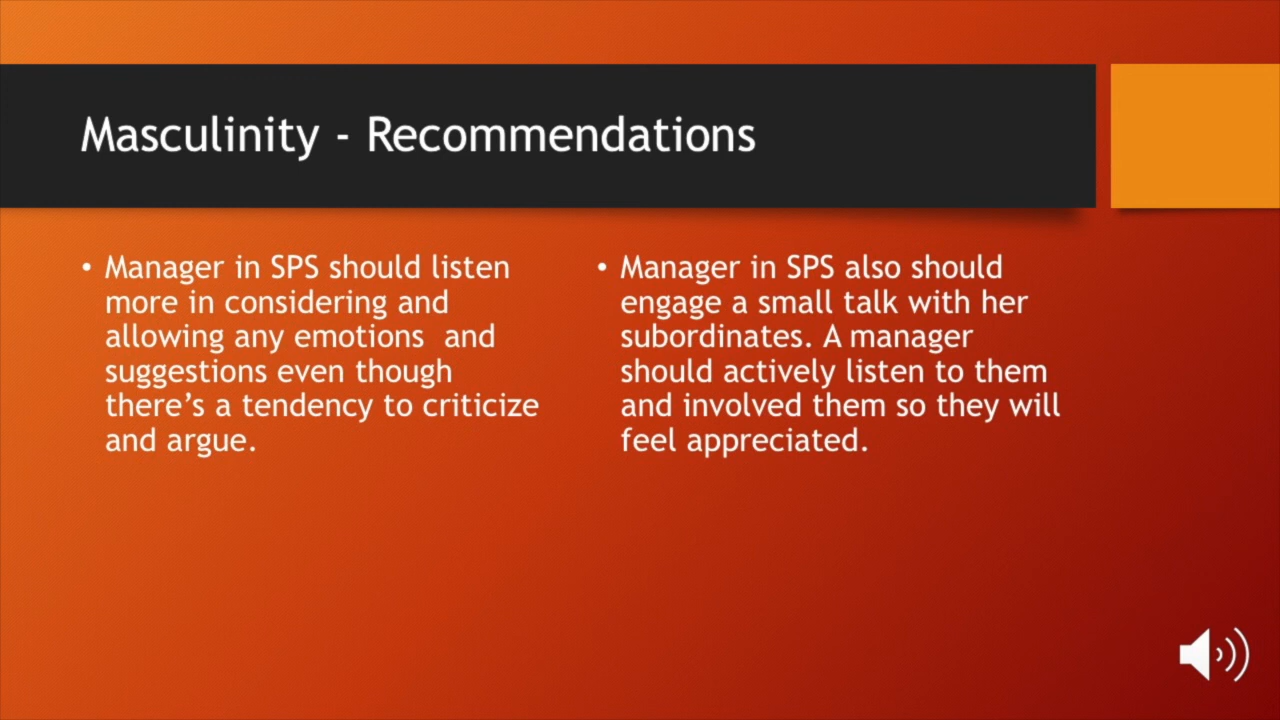 Masculinity - Recommendations
• Manager in SPS should listen
more in considering and
allowing any emotions  and
suggestions even though
there’s a tendency to criticize
and argue.
• Manager in SPS also should
engage a small talk with her
subordinates. A manager
should actively listen to them
and involved them so they will
feel appreciated.